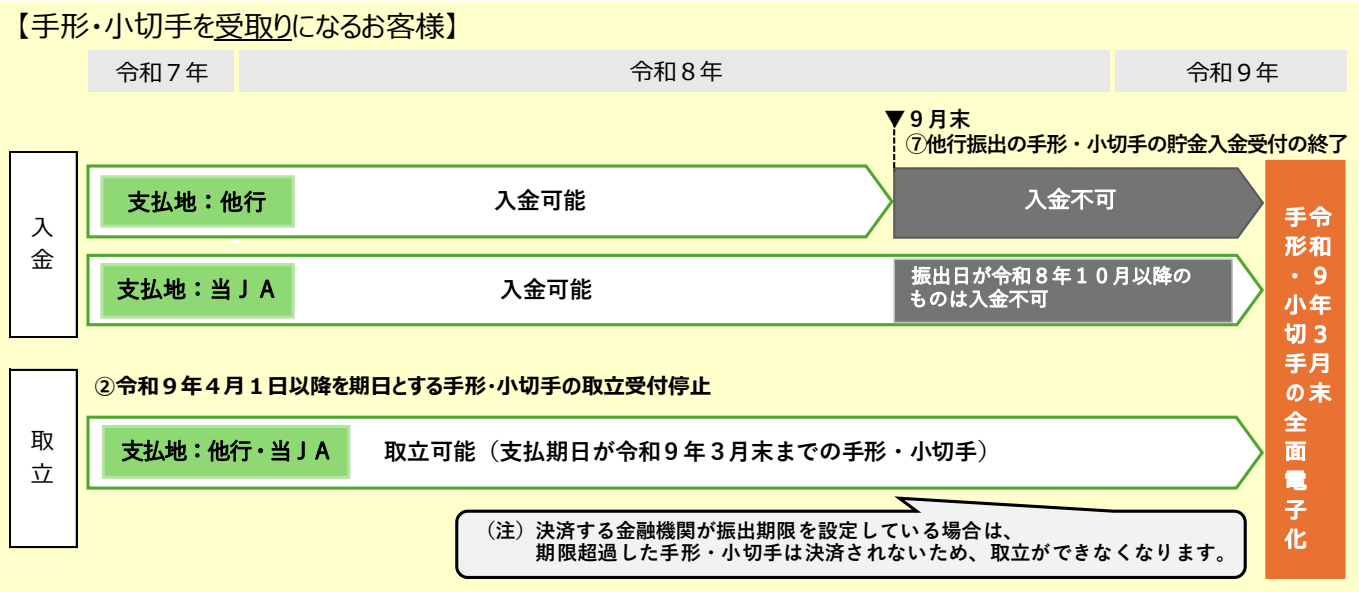 【手形・小切手を受取りになるお客様】
令和７年
令和８年
令和９年
▼９月末
⑦他行振出の手形・小切手の貯金入金受付の終了
入金
支払地：他行
入金可能
入金不可
支払地：当ＪＡ
入金可能
振出日が令和８年１０月以降の
ものは入金不可
取立
②令和９年４月１日以降を期日とする手形・小切手の取立受付停止
支払地：他行・当ＪＡ
取立可能（支払期日が令和９年３月末までの手形・小切手）
（注）決済する金融機関が振出期限を設定している場合は、
期限超過した手形・小切手は決済されないため、取立ができなくなります。
令和９年３月末
手形・小切手の全面電子化